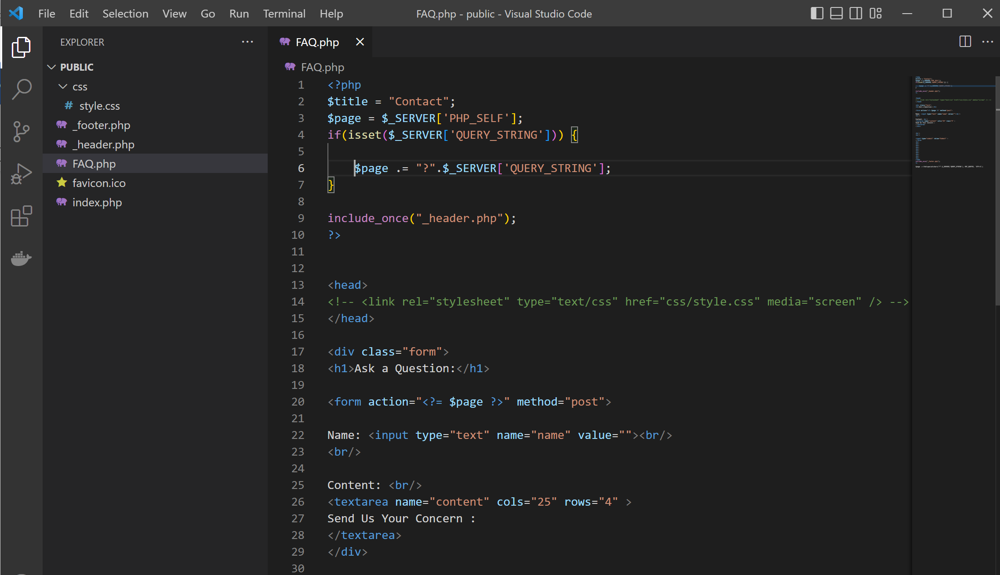 File Edit Selection View Go Run Terminal Help FAQ.php - public - Visual Studio Code
EXPLORER
PUBLIC
css
# style.css
_footer.php
_header.php
FAQ.php
favicon.ico
index.php
FAQ.php
FAQ.php
1 <?php
2 $title = "Contact";
3 $page = $_SERVER['PHP_SELF'];
4 if(isset($_SERVER['QUERY_STRING'])) {
5
6 $page .= "?".$_SERVER['QUERY_STRING'];
7 }
8
9 include_once("_header.php");
10 ?>
11
12
13 <head>
14 <!-- <link rel="stylesheet" type="text/css" href="css/style.css" media="screen" /> -->
15 </head>
16
17 <div class="form">
18 <h1>Ask a Question:</h1>
19
20 <form action="<?= $page ?>" method="post">
21
22 Name: <input type="text" name="name" value=""><br/>
23 <br/>
24
25 Content: <br/>
26 <textarea name="content" cols="25" rows="4" >
27 Send Us Your Concern :
28 </textarea>
29 </div>
30